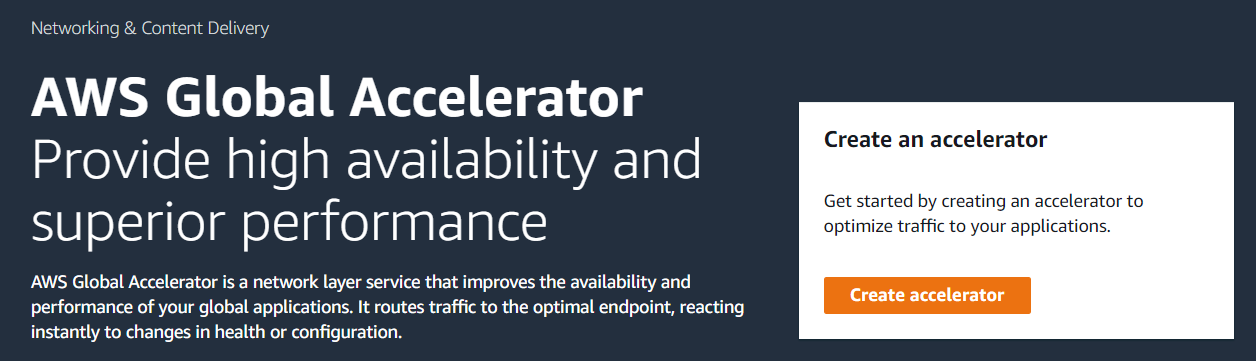 Networking & Content Delivery
AWS Global Accelerator
Provide high availability and
superior performance
AWS Global Accelerator is a network layer service that improves the availability and
performance of your global applications. It routes traffic to the optimal endpoint, reacting
instantly to changes in health or configuration.
Create an accelerator
Get started by creating an accelerator to
optimize traffic to your applications.
Create accelerator